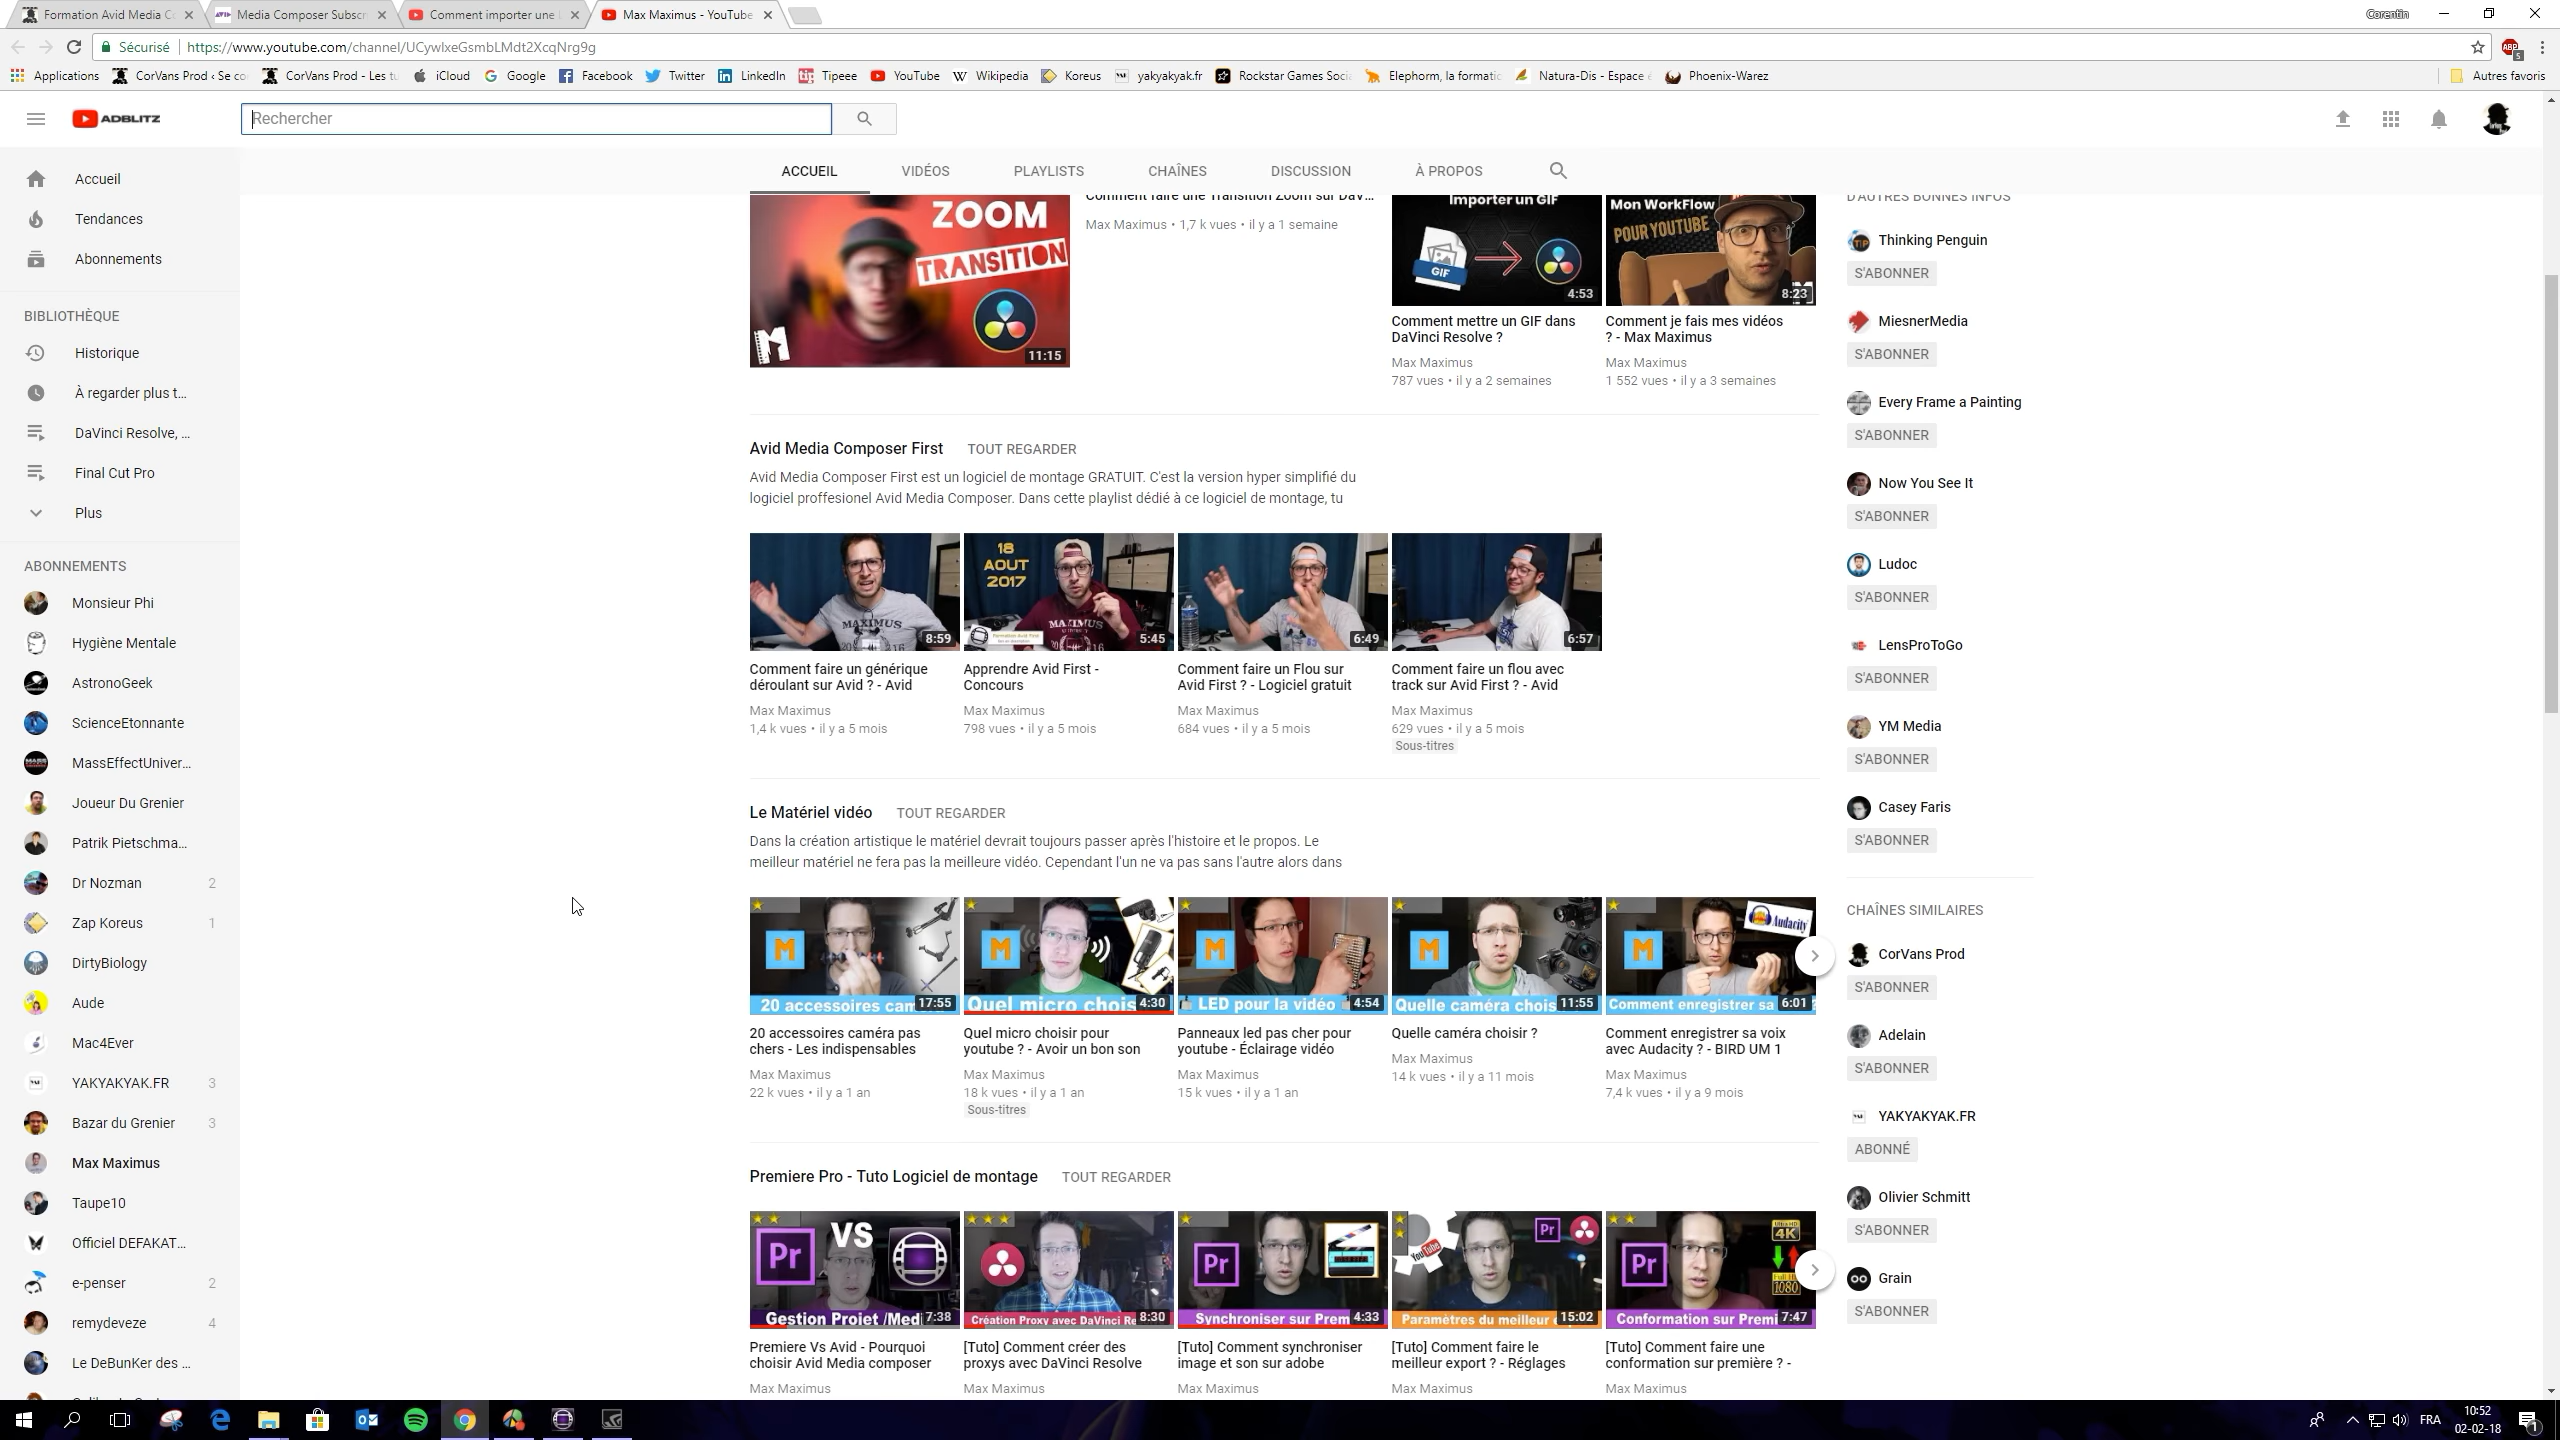 Formation Avid Media Co
Media Composer Subscr
Comment importer une
Max Maximus - YouTube
Corentin
Sécurisé
https://www.youtube.com/channel/UCywlxeGsmbLMdt2XcqNrg9g
ABP
5
Applications
CorVans Prod ‹ Se co
CorVans Prod - Les tu
iCloud
Google
Facebook
Twitter
LinkedIn
Tipeee
YouTube
Wikipedia
Koreus
yakyakyak.fr
Rockstar Games Soci
Elephorm, la formatic
Natura-Dis - Espace
Phoenix-Warez
Autres favoris
ADBLITZ
Rechercher
ACCUEIL
VIDÉOS
PLAYLISTS
CHAÎNES
DISCUSSION
À PROPOS
Accueil
Tendances
Abonnements
BIBLIOTHÈQUE
Historique
À regarder plus t...
DaVinci Resolve, ...
Final Cut Pro
Plus
ABONNEMENTS
Monsieur Phi
Hygiène Mentale
AstronoGeek
ScienceEtonnante
MassEffectUniver...
Joueur Du Grenier
Patrik Pietschma...
Dr Nozman 2
Zap Koreus 1
DirtyBiology
Aude
Mac4Ever
YAKYAKYAK.FR 3
Bazar du Grenier 3
Max Maximus
Taupe10
Officiel DEFAKAT...
e-penser 2
remydeveze 4
Le DeBunKer des ...
ZOOM
TRANSITION
M
11:15
Comment faire une Transition Zoom sur DaV...
Max Maximus • 1,7 k vues • il y a 1 semaine
Importer un GIF
GIF
4:53
Comment mettre un GIF dans
DaVinci Resolve ?
Max Maximus
787 vues • il y a 2 semaines
Mon WorkFlow
POUR YOUTUBE
8:23
Comment je fais mes vidéos
? - Max Maximus
Max Maximus
1 552 vues • il y a 3 semaines
Avid Media Composer First
TOUT REGARDER
Avid Media Composer First est un logiciel de montage GRATUIT. C'est la version hyper simplifié du
logiciel proffesionel Avid Media Composer. Dans cette playlist dédié à ce logiciel de montage, tu
MAXIMUS
8:59
Comment faire un générique
déroulant sur Avid ? - Avid
Max Maximus
1,4 k vues • il y a 5 mois
18
AOUT
2017
Formation Avid First
5:45
Apprendre Avid First -
Concours
Max Maximus
798 vues • il y a 5 mois
6:49
Comment faire un Flou sur
Avid First ? - Logiciel gratuit
Max Maximus
684 vues • il y a 5 mois
6:57
Comment faire un flou avec
track sur Avid First ? - Avid
Max Maximus
629 vues • il y a 5 mois
Sous-titres
Le Matériel vidéo
TOUT REGARDER
Dans la création artistique le matériel devrait toujours passer après l'histoire et le propos. Le
meilleur matériel ne fera pas la meilleure vidéo. Cependant l'un ne va pas sans l'autre alors dans
M
20 accessoires cam
17:55
20 accessoires caméra pas
chers - Les indispensables
Max Maximus
22 k vues • il y a 1 an
M
Quel micro chois
4:30
Quel micro choisir pour
youtube ? - Avoir un bon son
Max Maximus
18 k vues • il y a 1 an
Sous-titres
M
LED pour la vidéo
4:54
Panneaux led pas cher pour
youtube - Éclairage vidéo
Max Maximus
15 k vues • il y a 1 an
M
Quelle caméra chois
11:55
Quelle caméra choisir ?
Max Maximus
14 k vues • il y a 11 mois
M
Audacity
Comment enregistrer sa
6:01
Comment enregistrer sa voix
avec Audacity ? - BIRD UM 1
Max Maximus
7,4 k vues • il y a 9 mois
Premiere Pro - Tuto Logiciel de montage
TOUT REGARDER
Pr
VS
Gestion Projet /Medi
7:38
Premiere Vs Avid - Pourquoi
choisir Avid Media composer
Max Maximus
Création Proxy avec DaVinci Re
8:30
[Tuto] Comment créer des
proxys avec DaVinci Resolve
Max Maximus
Pr
Synchroniser sur Prem
4:33
[Tuto] Comment synchroniser
image et son sur adobe
Max Maximus
YouTube
Pr
Paramètres du meilleur
15:02
[Tuto] Comment faire le
meilleur export ? - Réglages
Max Maximus
Pr
4K
1080
Conformation sur Premi
7:47
[Tuto] Comment faire une
conformation sur première ? -
Max Maximus
D'AUTRES BONNES INFOS
Thinking Penguin
S'ABONNER
MiesnerMedia
S'ABONNER
Every Frame a Painting
S'ABONNER
Now You See It
S'ABONNER
Ludoc
S'ABONNER
LensProToGo
S'ABONNER
YM Media
S'ABONNER
Casey Faris
S'ABONNER
CHAÎNES SIMILAIRES
CorVans Prod
S'ABONNER
Adelain
S'ABONNER
YAKYAKYAK.FR
ABONNÉ
Olivier Schmitt
S'ABONNER
Grain
S'ABONNER
FRA
10:52
02-02-18
1